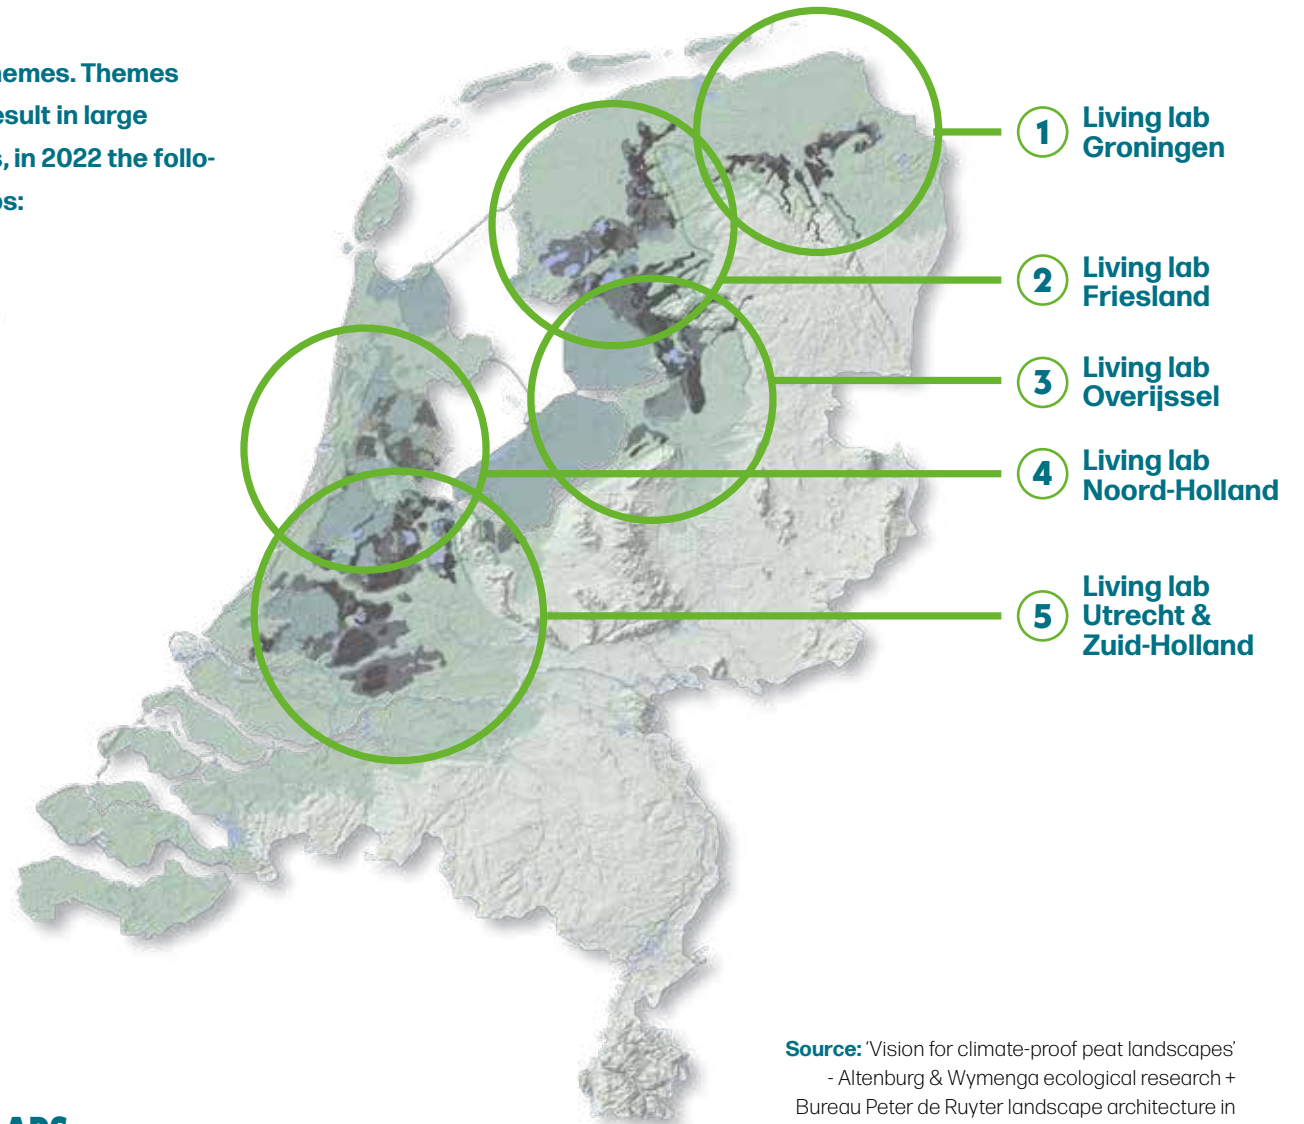 hemes. Themes
esult in large
s, in 2022 the follo-
os:
1 Living lab
Groningen
2 Living lab
Friesland
3 Living lab
Overijssel
4 Living lab
Noord-Holland
5 Living lab
Utrecht &
Zuid-Holland
Source: ‘Vision for climate-proof peat landscapes’
- Altenburg & Wymenga ecological research +
Bureau Peter de Ruyter landscape architecture in